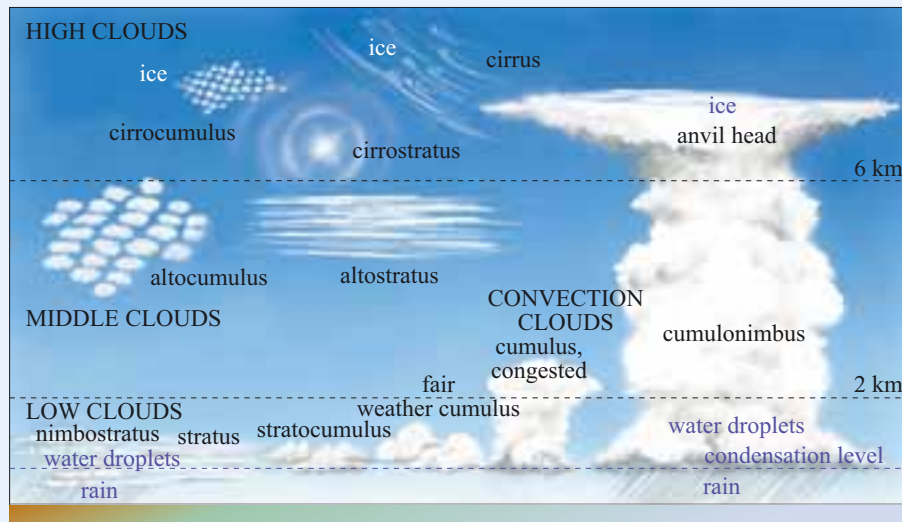 HIGH CLOUDS
ice
cirrus
ice
ice
cirrocumulus
cirrostratus
anvil head
6 km
altocumulus
altostratus
MIDDLE CLOUDS
CONVECTION
CLOUDS
cumulus,
congested
cumulonimbus
2 km
LOW CLOUDS
fair
weather cumulus
nimbostratus
stratus
stratocumulus
water droplets
water droplets
condensation level
rain
rain